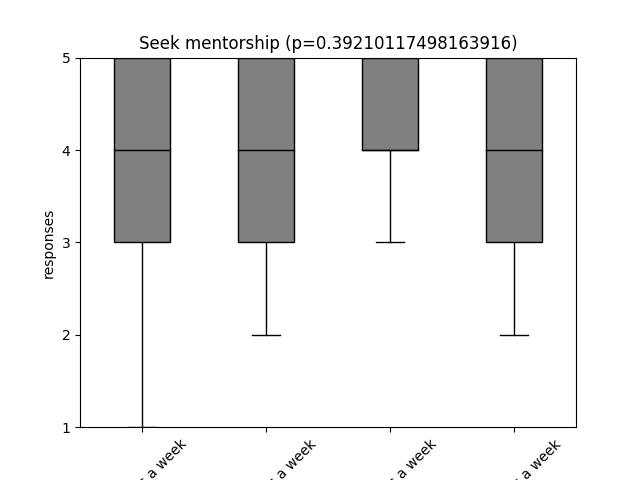 Seek mentorship (p=0.39210117498163916)
5
4
3
2
1
responses
a week
a week
a week
a week